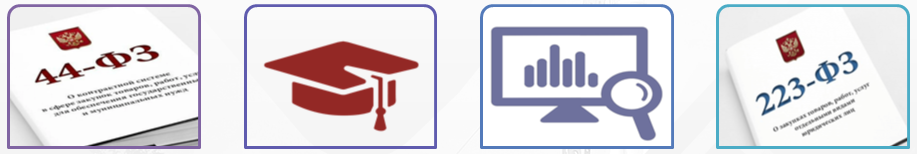 44-ФЗ
О контрактной системе
в сфере закупок товаров, работ,
для обеспечения государственных
и муниципальных нужд
223-ФЗ
О закупках товаров, работ, услуг
отдельными видами
юридических лиц